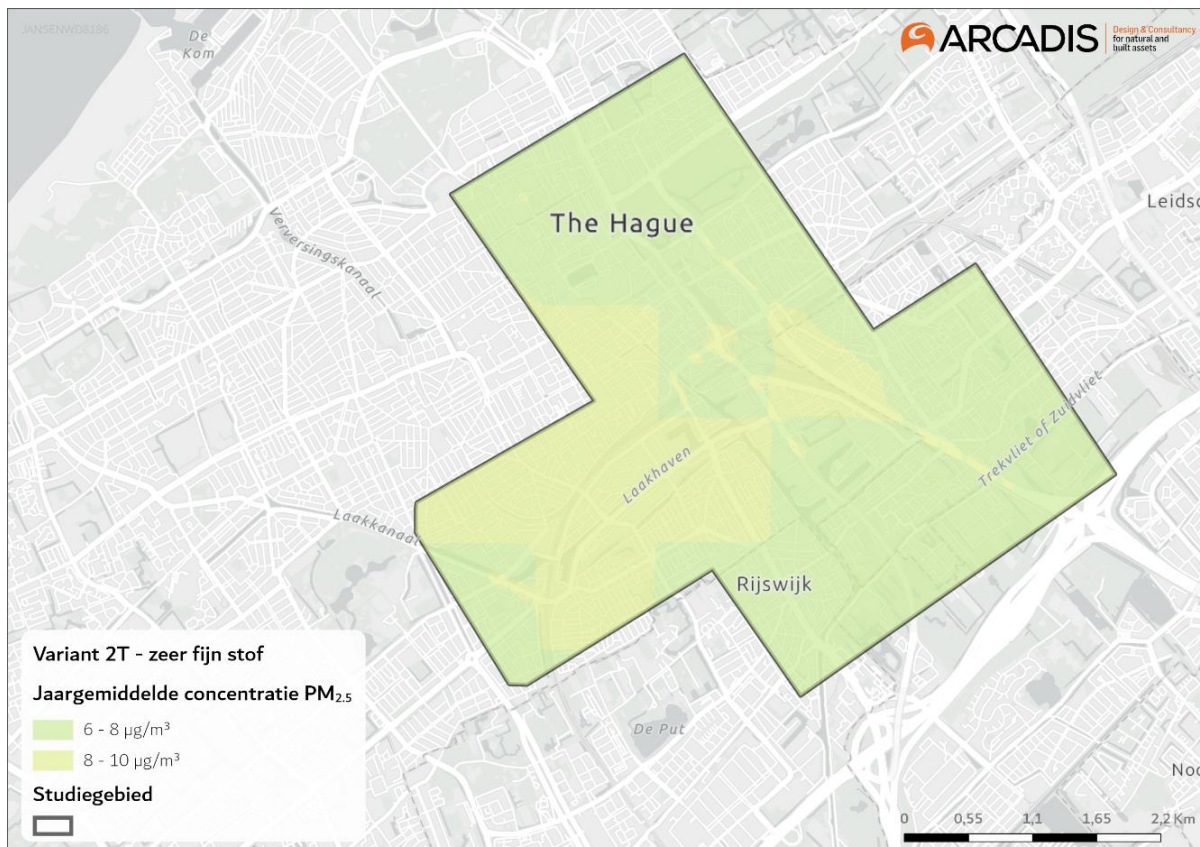 JANSENWD8186
De
Kom
ARCADIS
Design & Consultancy
for natural and
built assets
Leidsc
The Hague
Verversingskanaal
Trekvliet of Zuidvliet
Laakhaven
Laakkanaal
Rijswijk
De Put
Noo
Variant 2T - zeer fijn stof
Jaargemiddelde concentratie PM₂.₅
6 - 8 µg/m³
8 - 10 µg/m³
Studiegebied
0 0,55 1,1 1,65 2,2 Km